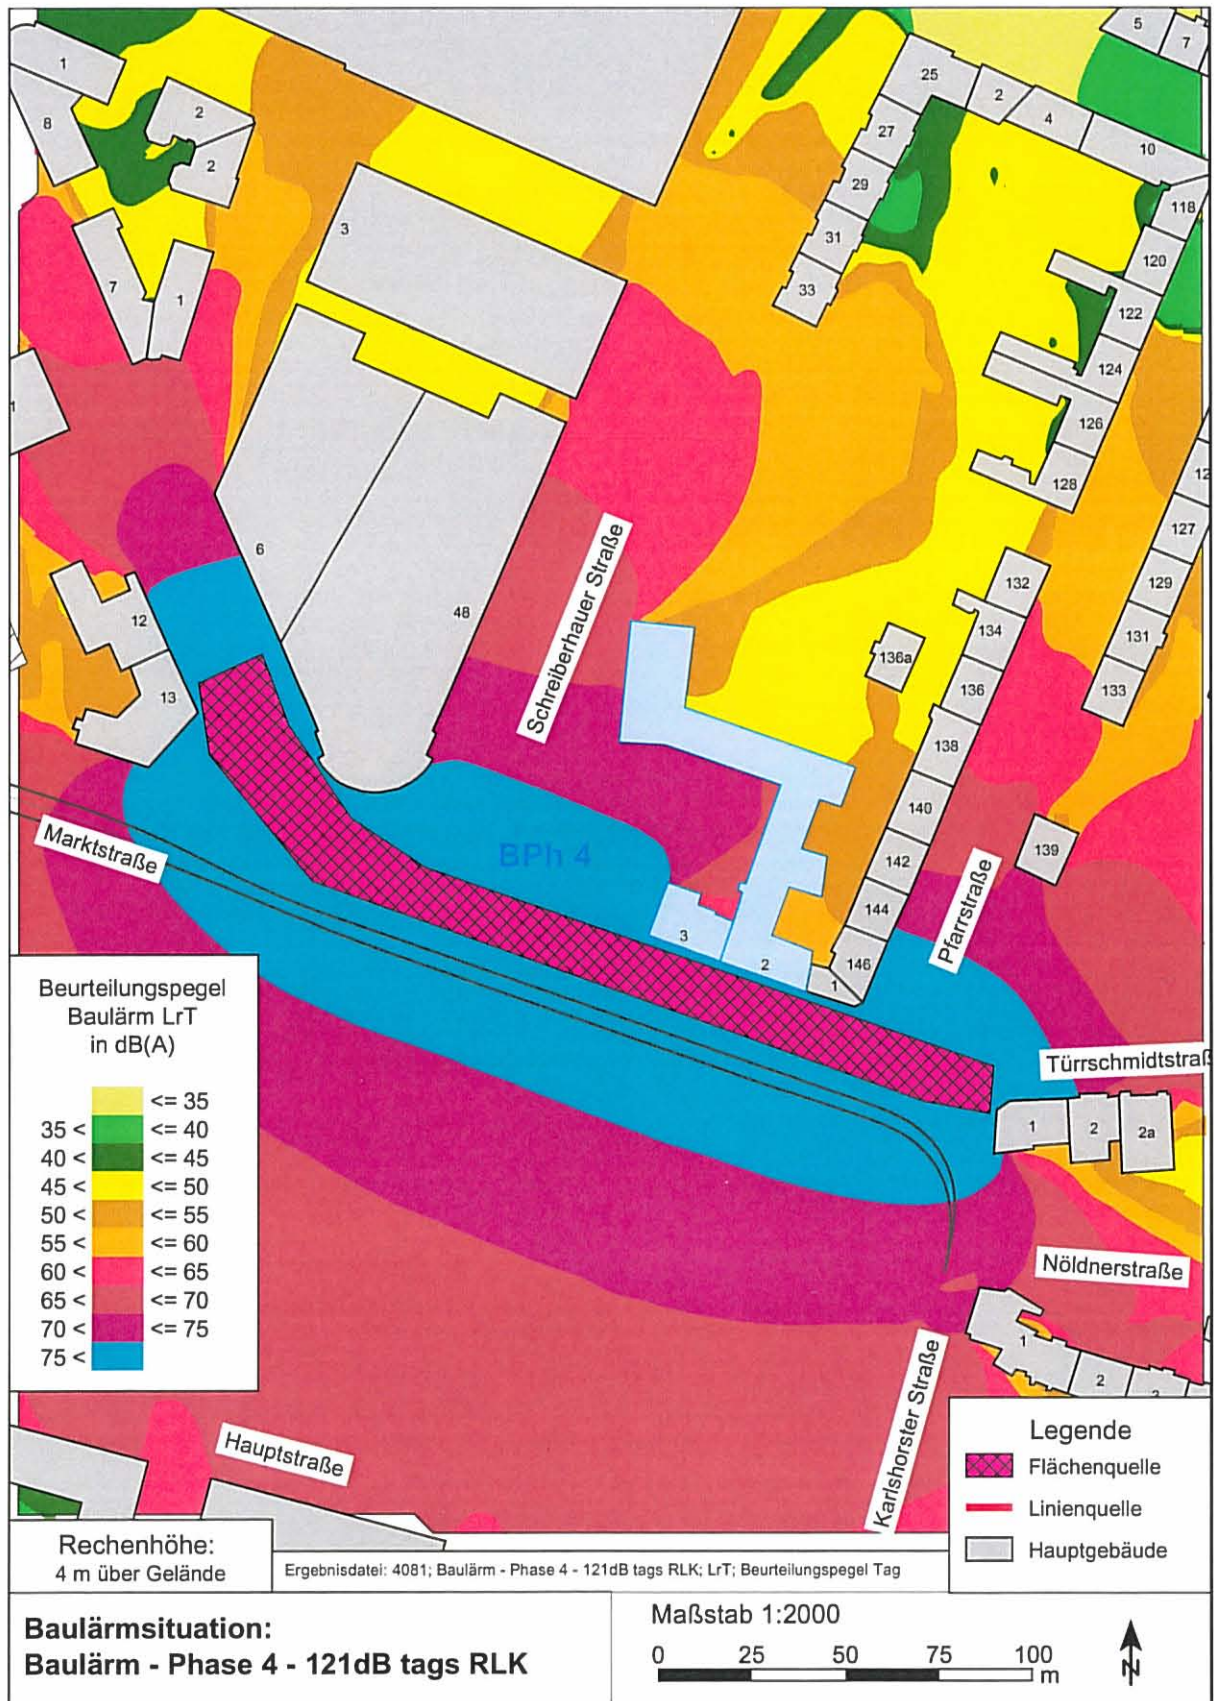 5
7
1
25
2
8
2
4
27
10
2
29
118
3
31
120
7
1
33
122
124
1
126
128
12
127
6
132
129
48
12
134
131
136a
136
133
13
Schreiberhauer Straße
138
140
Marktstraße
BPh 4
142
139
144
Pfarrstraße
3
2
146
1
Beurteilungspegel
Baulärm LrT
in dB(A)
<= 35
35 < <= 40
40 < <= 45
45 < <= 50
50 < <= 55
55 < <= 60
60 < <= 65
65 < <= 70
70 < <= 75
75 <
Türrschmidtstraß
1
2
2a
Nöldnerstraße
1
2
Karlshorster Straße
Hauptstraße
Legende
Flächenquelle
Linienquelle
Hauptgebäude
Rechenhöhe:
4 m über Gelände
Ergebnisdatei: 4081; Baulärm - Phase 4 - 121dB tags RLK; LrT; Beurteilungspegel Tag
Baulärmsituation:
Baulärm - Phase 4 - 121dB tags RLK
Maßstab 1:2000
0 25 50 75 100
m
N